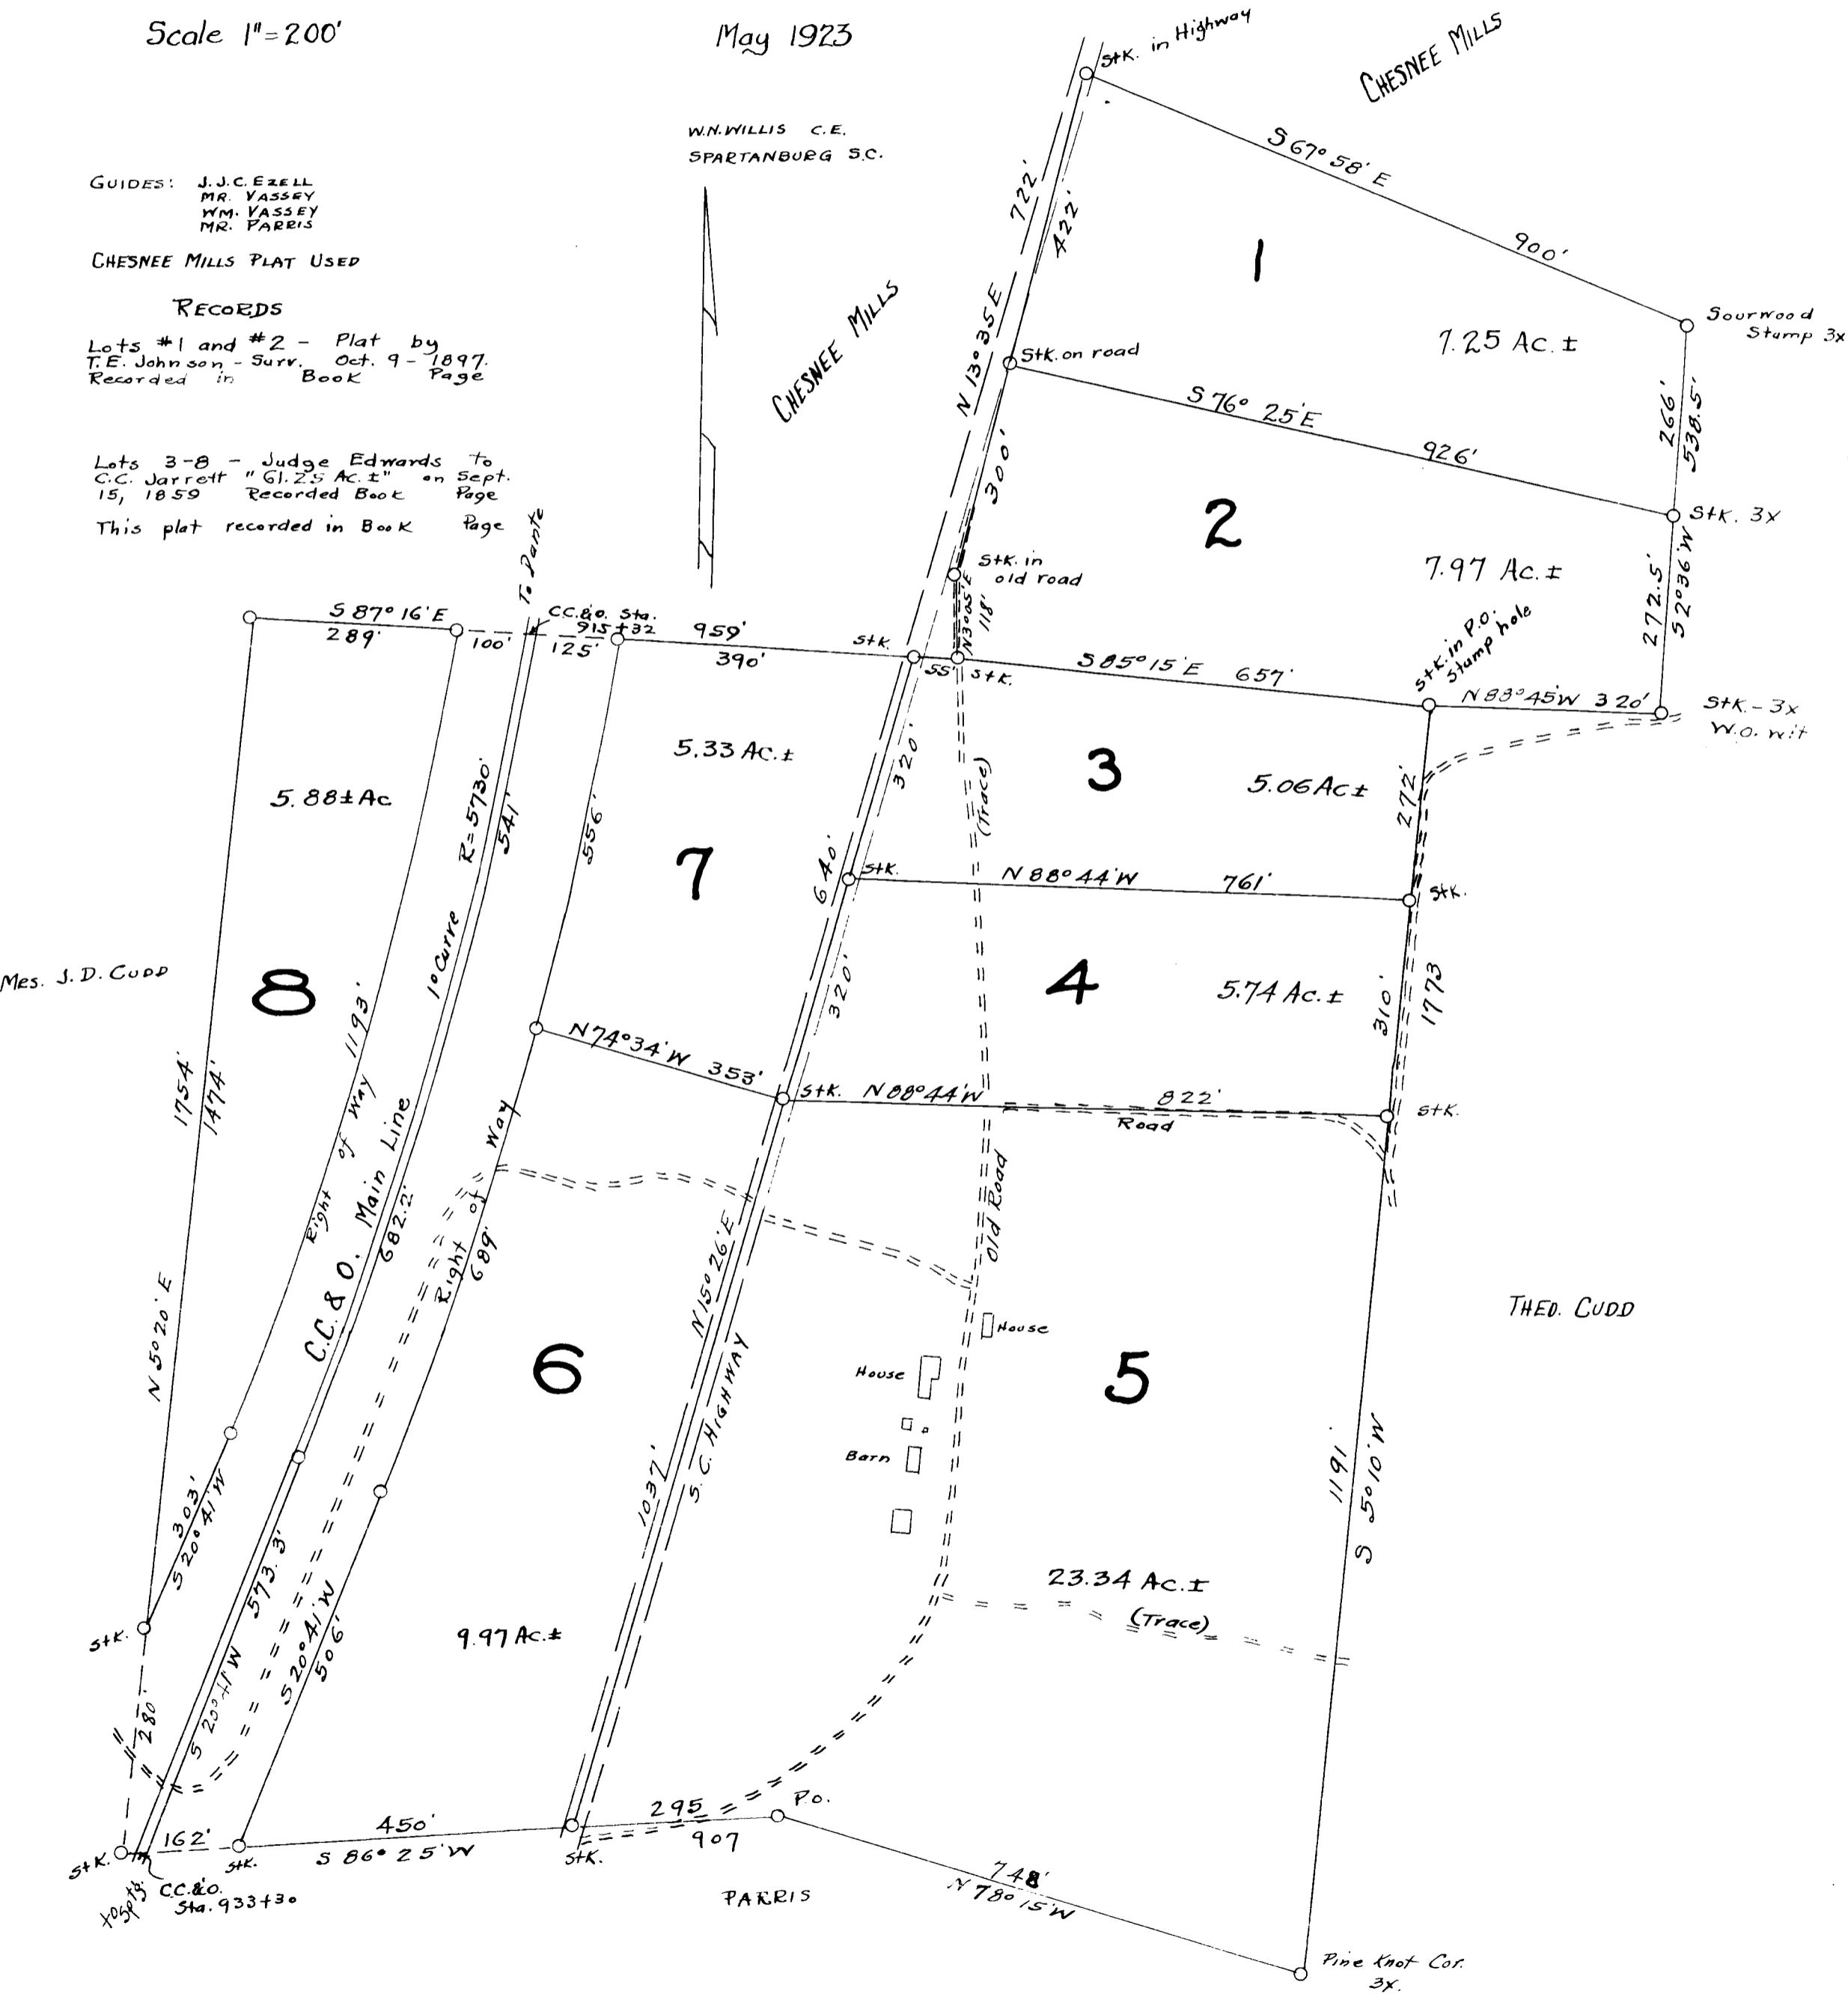 Scale 1"=200'
May 1923
W.N. WILLIS C.E.
SPARTANBURG S.C.
GUIDES: J.J.C. EZELL
MR. VASSEY
WM. VASSEY
MR. PARRIS
CHESNEE MILLS PLAT USED
RECORDS
Lots #1 and #2 - Plat by
T.E. Johnson - Surv. Oct. 9 - 1897.
Recorded in Book Page
Lots 3-8 - Judge Edwards to
C.C. Jarrett "61.25 Ac.±" on Sept.
15, 1859 Recorded Book Page
This plat recorded in Book Page
Stk. in Highway
CHESNEE MILLS
S 67° 58' E
900'
722'
422'
1
7.25 AC. ±
Sourwood
Stump 3x
CHESNEE MILLS
N 13° 35 E
Stk. on road
S 76° 25' E
926'
266'
538.5'
300'
2
7.97 Ac. ±
Stk. 3x
272.5'
S 2° 36' W
Stk. in
old road
N 3° 05' E
118'
To Dante
S 87° 16' E
289'
100'
C.C.&O. Sta.
915+32
125'
959'
390'
Stk.
55'
Stk.
S 85° 15' E 657'
Stk. in P.O.
Stump hole
N 83° 45' W 320'
Stk. - 3x
W.O. wit
5.88± Ac
R=5730'
541'
556'
5.33 AC. ±
7
320'
640'
(Trace)
3
5.06 AC ±
272'
Stk.
N 88° 44' W 761'
Stk.
Mes. J.D. CUDD
8
1° Curve
1193'
Right of Way
1754'
1474'
N 74° 34' W 353'
320'
4
5.74 Ac. ±
310'
1773
Stk. N 88° 44' W 822'
Road
Stk.
C.C. & O. Main Line
682.2'
Right of Way
689'
Old Road
N 5° 20' E
N 15° 26' E
S.C. HIGHWAY
1037'
6
House
House
Barn
5
THEO. CUDD
1191'
S 5° 10' W
303'
S 20° 41' W
573.3'
S 20° 41' W
S 20° 41' W
506'
9.97 Ac. ±
23.34 Ac. ±
(Trace)
Stk.
280'
Stk.
162'
Stk.
450'
S 86° 25' W
Stk.
295
907
P.O.
to Sptg.
C.C.&O.
Sta. 933+30
PARRIS
748'
N 78° 15' W
Pine Knot Cor.
3x.